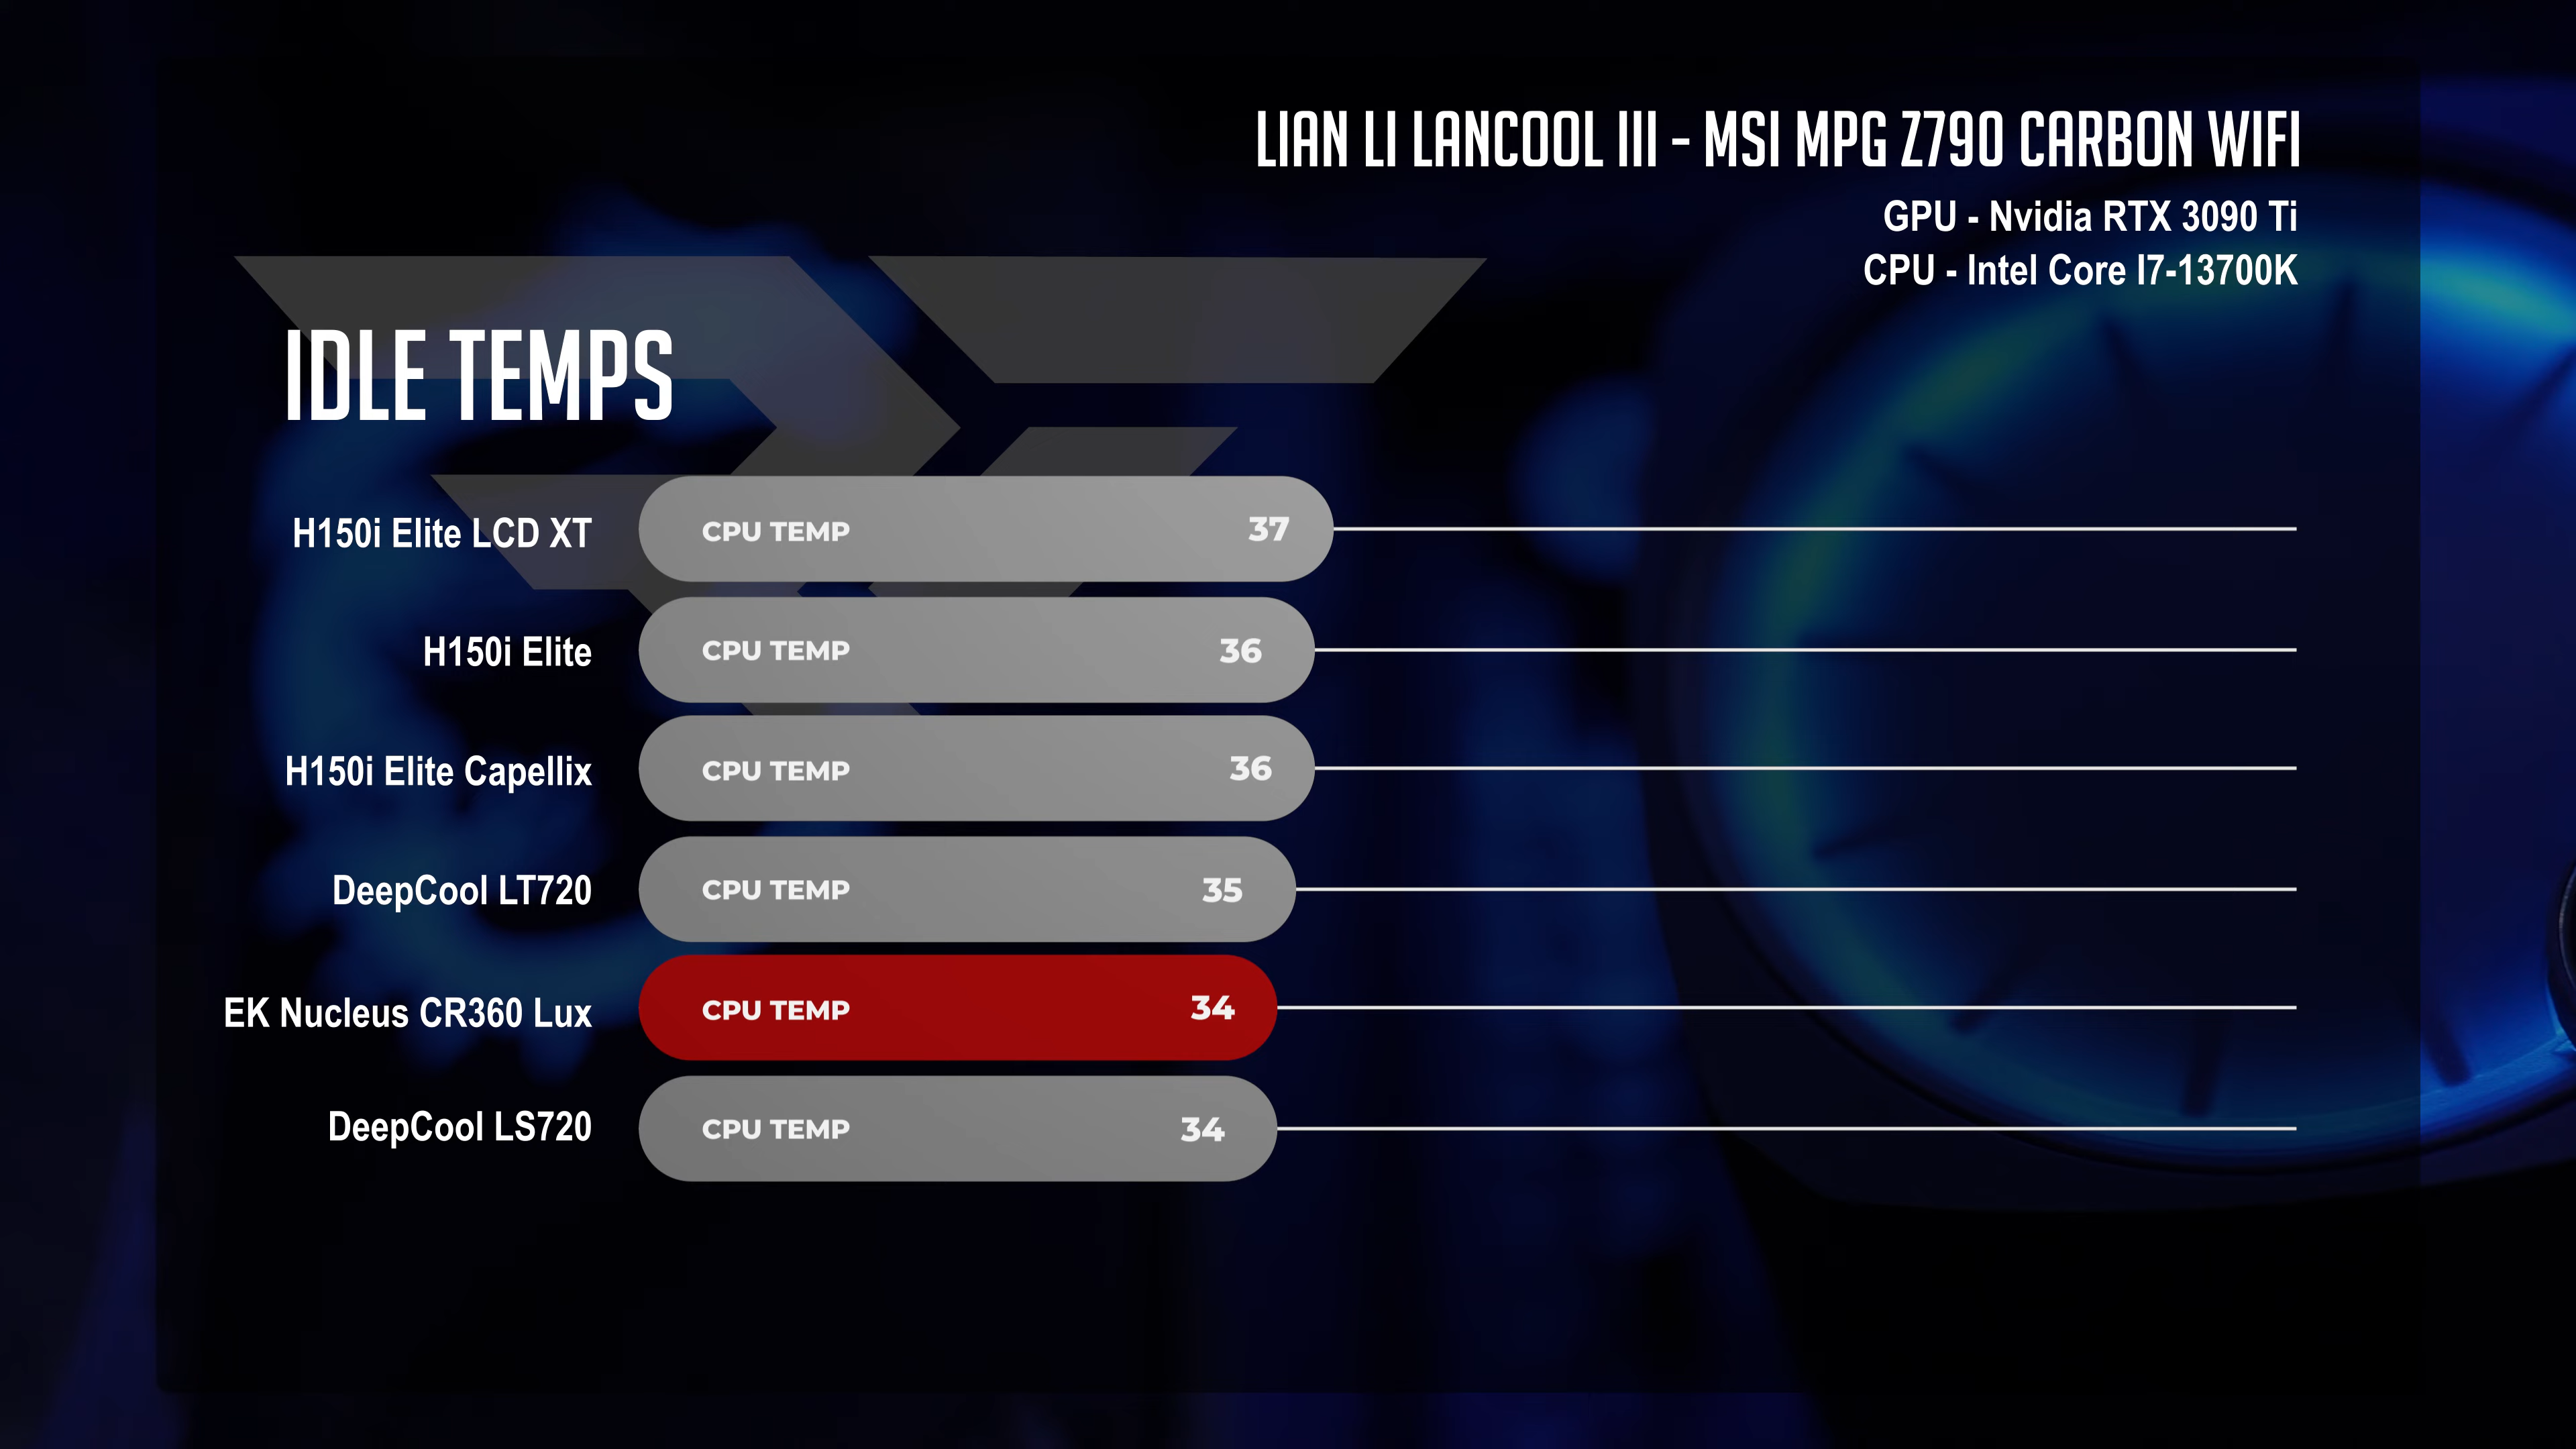 LIAN LI LANCOOL III - MSI MPG Z790 CARBON WIFI
GPU - Nvidia RTX 3090 Ti
CPU - Intel Core I7-13700K
IDLE TEMPS
H150i Elite LCD XT CPU TEMP 37
H150i Elite CPU TEMP 36
H150i Elite Capellix CPU TEMP 36
DeepCool LT720 CPU TEMP 35
EK Nucleus CR360 Lux CPU TEMP 34
DeepCool LS720 CPU TEMP 34